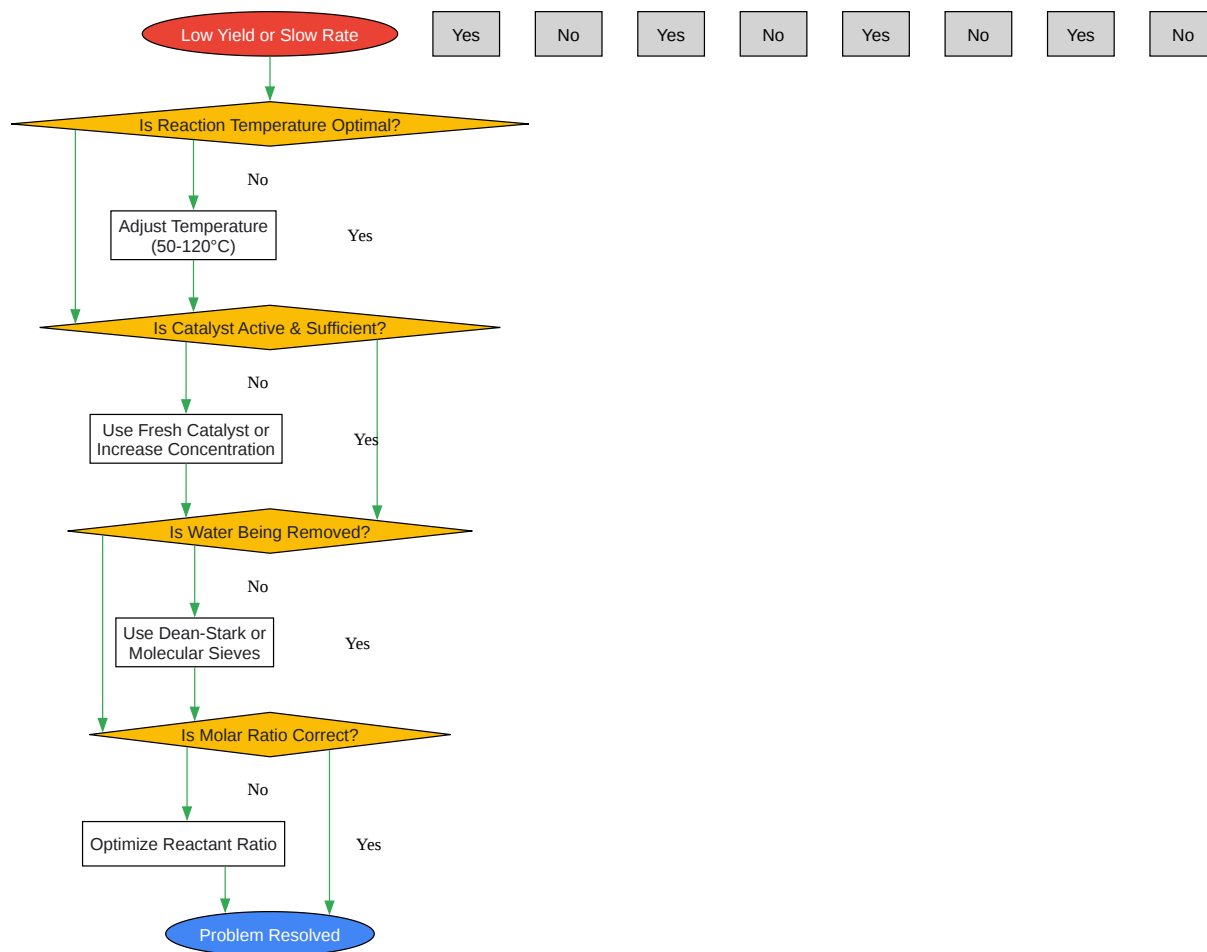 Low Yield or Slow Rate
Yes
No
Yes
No
Yes
No
Yes
No
Is Reaction Temperature Optimal?
No
Adjust Temperature
(50-120°C)
Yes
Is Catalyst Active & Sufficient?
No
Use Fresh Catalyst or
Increase Concentration
Yes
Is Water Being Removed?
No
Use Dean-Stark or
Molecular Sieves
Yes
Is Molar Ratio Correct?
No
Optimize Reactant Ratio
Yes
Problem Resolved